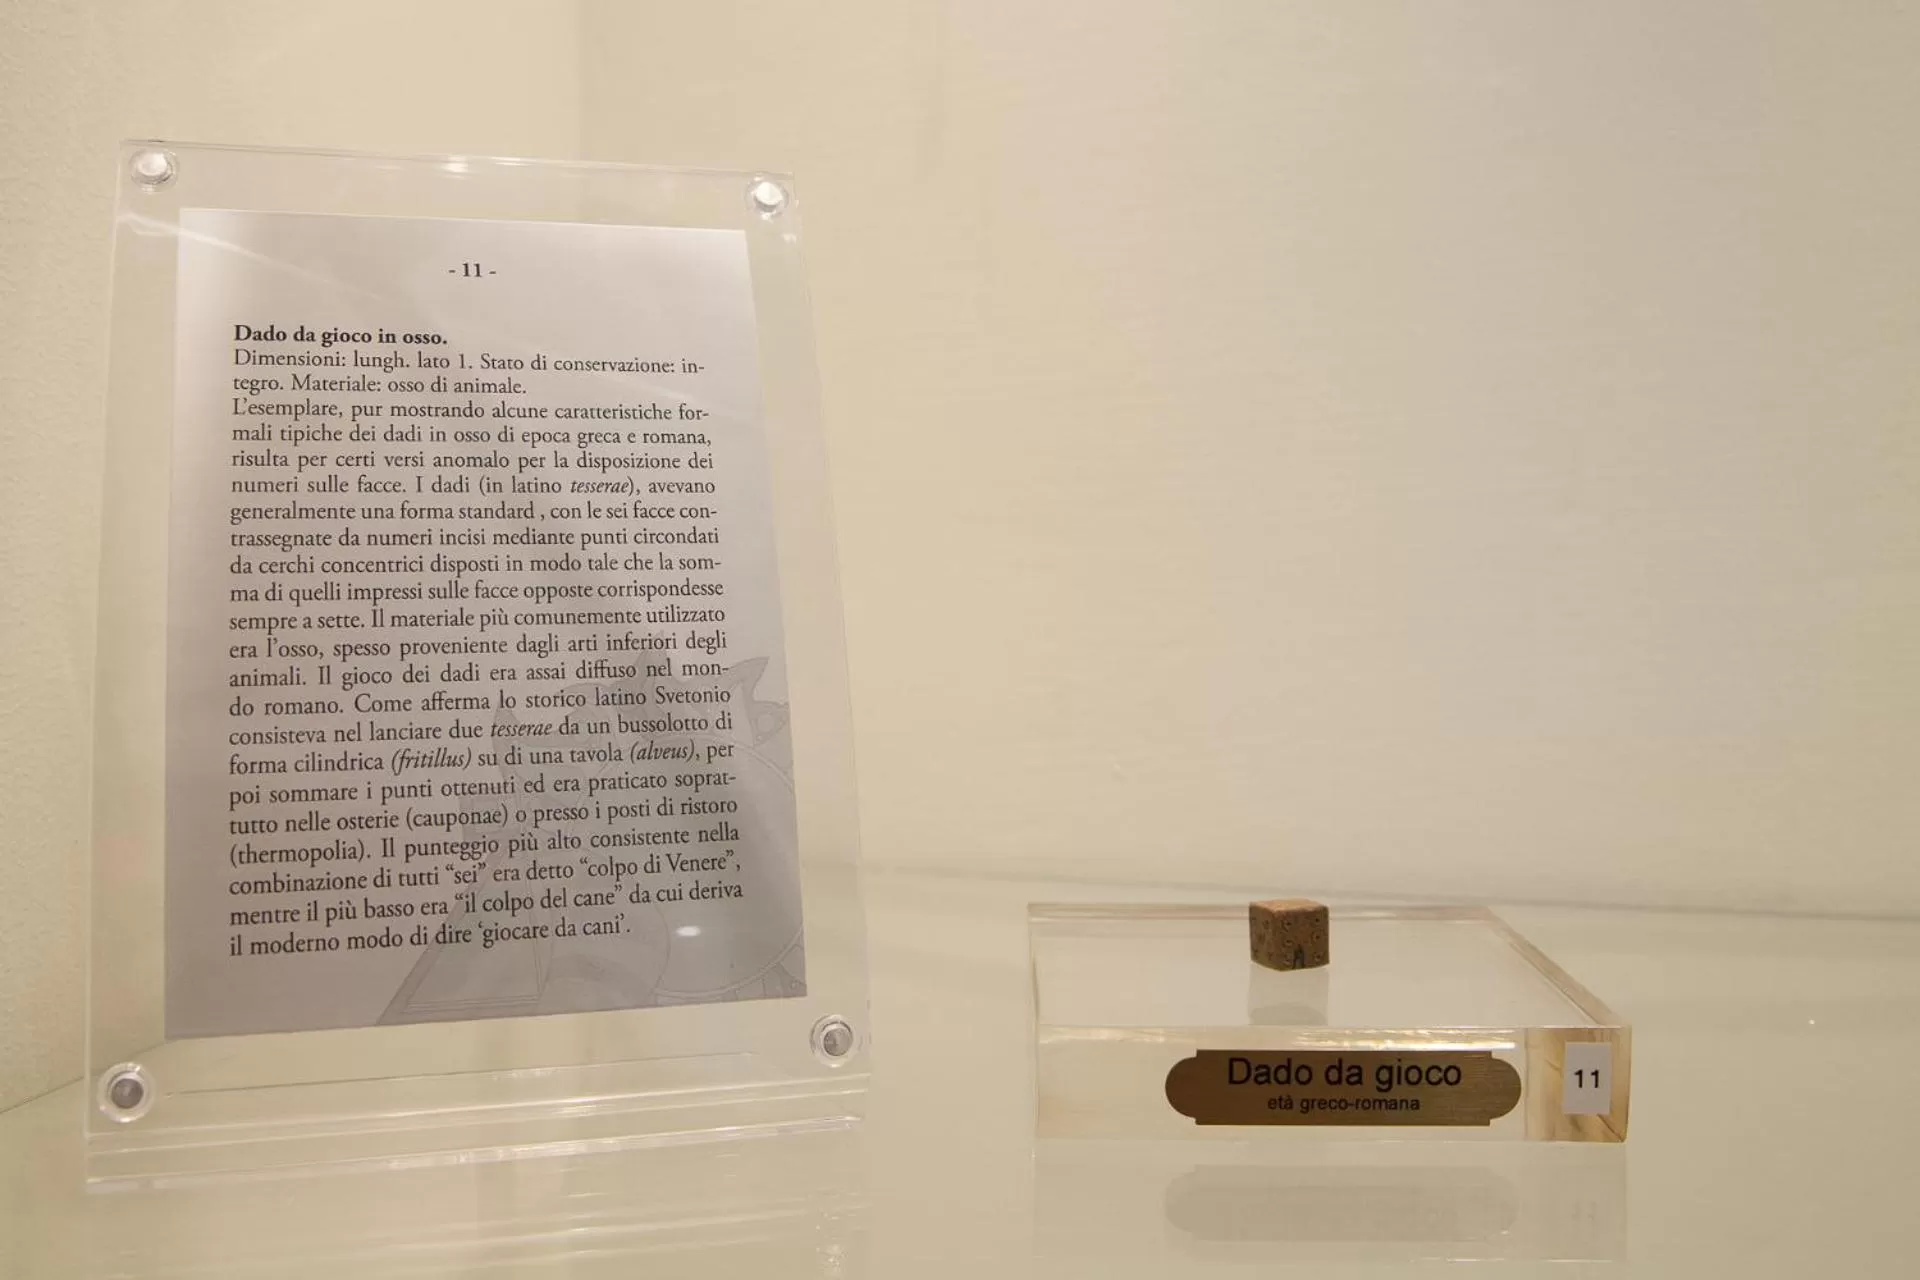 - 11 -
Dado da gioco in osso.
Dimensioni: lungh. lato 1. Stato di conservazione: in-
tegro. Materiale: osso di animale.
L'esemplare, pur mostrando alcune caratteristiche for-
mali tipiche dei dadi in osso di epoca greca e romana,
risulta per certi versi anomalo per la disposizione dei
numeri sulle facce. I dadi (in latino tesserae), avevano
generalmente una forma standard , con le sei facce con-
trassegnate da numeri incisi mediante punti circondati
da cerchi concentrici disposti in modo tale che la som-
ma di quelli impressi sulle facce opposte corrispondesse
sempre a sette. Il materiale più comunemente utilizzato
era l'osso, spesso proveniente dagli arti inferiori degli
animali. Il gioco dei dadi era assai diffuso nel mon-
do romano. Come afferma lo storico latino Svetonio
consisteva nel lanciare due tesserae da un bussolotto di
forma cilindrica (fritillus) su di una tavola (alveus), per
poi sommare i punti ottenuti ed era praticato soprat-
tutto nelle osterie (cauponae) o presso i posti di ristoro
(thermopolia). Il punteggio più alto consistente nella
combinazione di tutti “sei” era detto “colpo di Venere”,
mentre il più basso era “il colpo del cane” da cui deriva
il moderno modo di dire ‘giocare da cani’.
Dado da gioco
età greco-romana
11